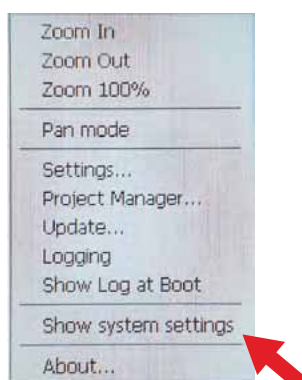 Zoom In
Zoom Out
Zoom 100%
Pan mode
Settings...
Project Manager...
Update...
Logging
Show Log at Boot
Show system settings
About...